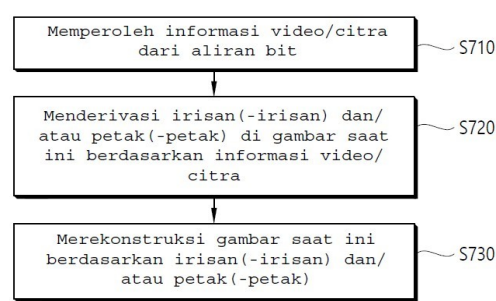 Memperoleh informasi video/citra
dari aliran bit
S710
Menderivasi irisan(-irisan) dan/
atau petak(-petak) di gambar saat
ini berdasarkan informasi video/
citra
S720
Merekonstruksi gambar saat ini
berdasarkan irisan(-irisan) dan/
atau petak(-petak)
S730